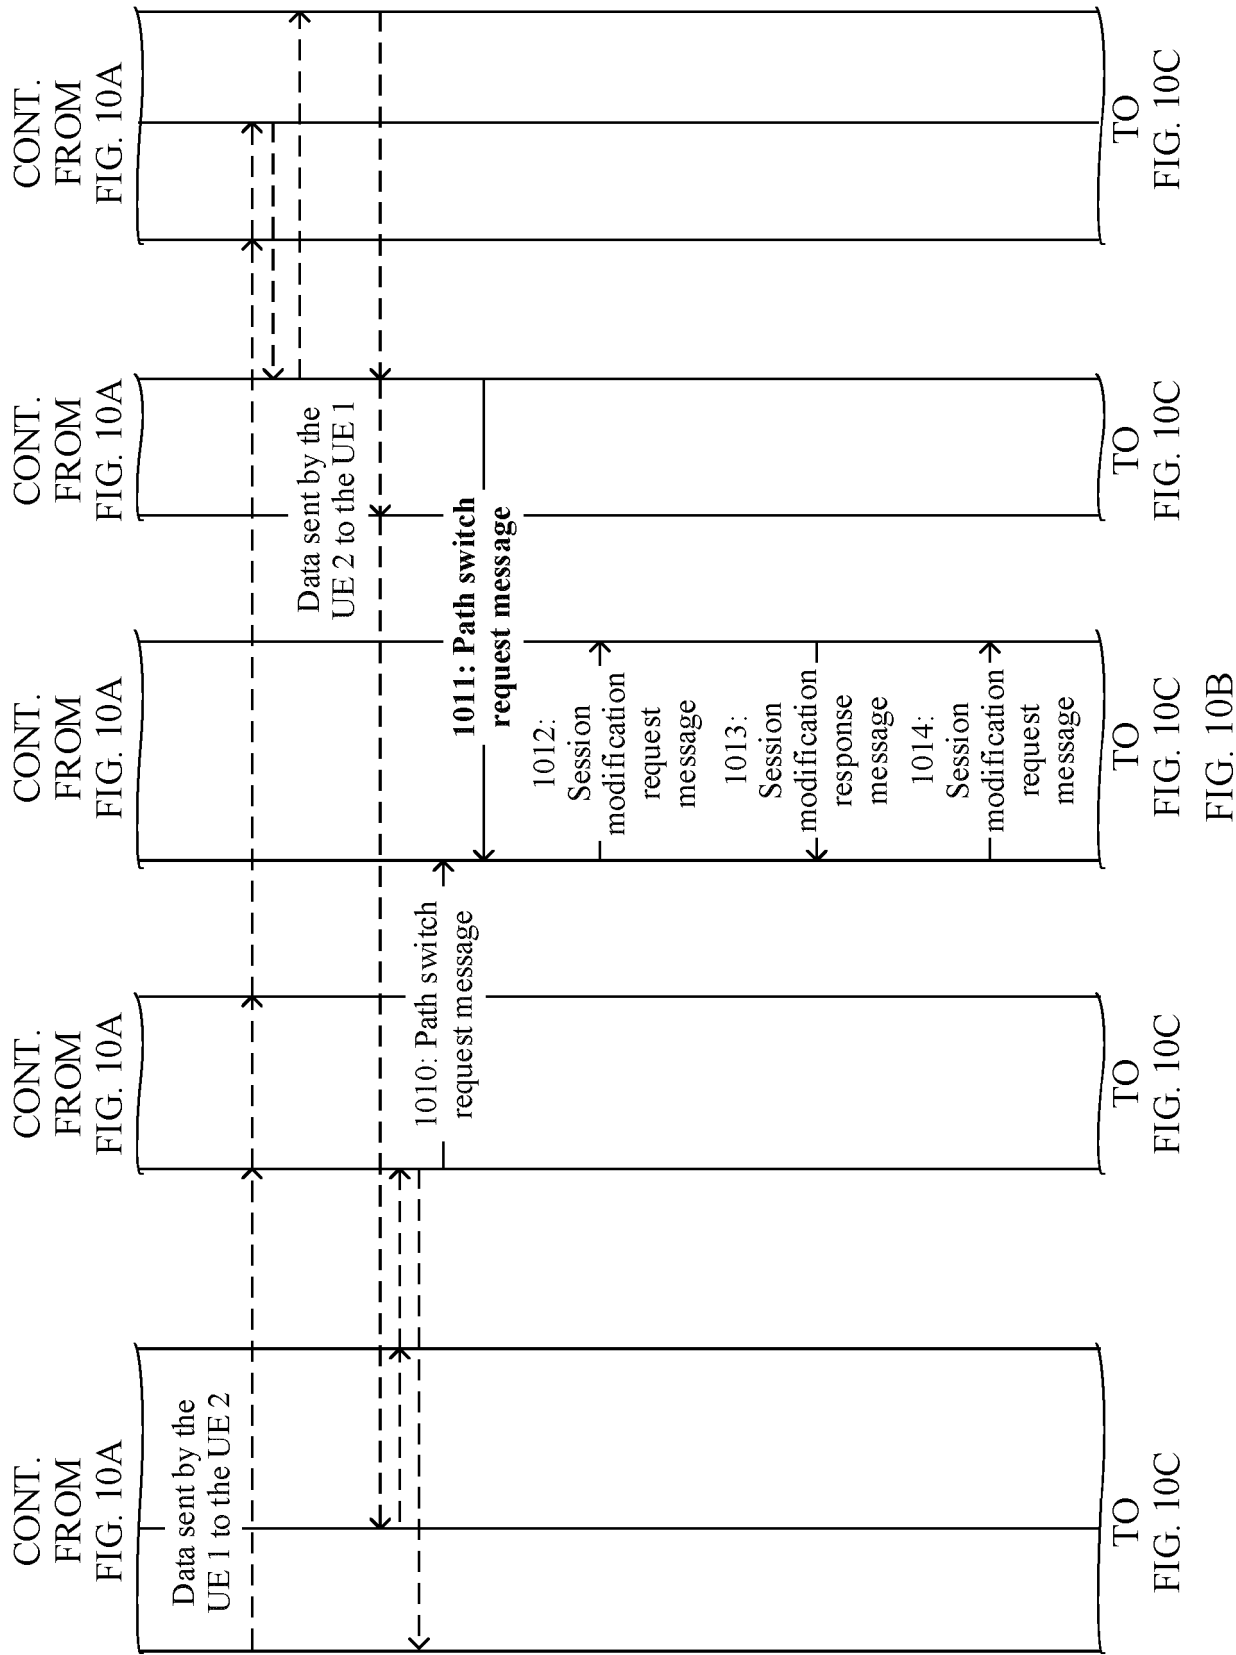 CONT.
FROM
FIG. 10A
CONT.
FROM
FIG. 10A
CONT.
FROM
FIG. 10A
CONT.
FROM
FIG. 10A
CONT.
FROM
FIG. 10A
Data sent by the
UE 1 to the UE 2
Data sent by the
UE 2 to the UE 1
1010: Path switch
request message
1011: Path switch
request message
1012:
Session
modification
request
message
1013:
Session
modification
response
message
1014:
Session
modification
request
message
TO
FIG. 10C
TO
FIG. 10C
TO
FIG. 10C
TO
FIG. 10C
TO
FIG. 10C
FIG. 10B